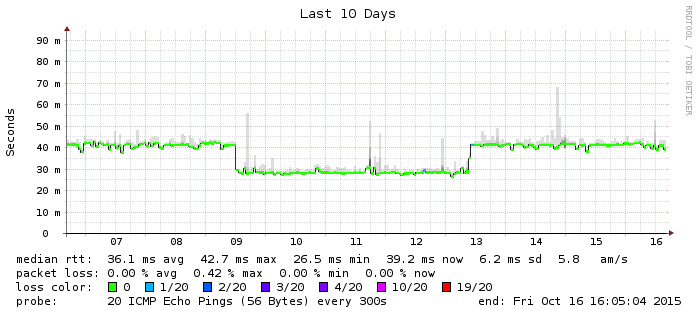 Last 10 Days
RRDTOOL / TOBI OETIKER
Seconds
90 m
80 m
70 m
60 m
50 m
40 m
30 m
20 m
10 m
0
07 08 09 10 11 12 13 14 15 16
median rtt: 36.1 ms avg 42.7 ms max 26.5 ms min 39.2 ms now 6.2 ms sd 5.8 am/s
packet loss: 0.00 % avg 0.42 % max 0.00 % min 0.00 % now
loss color: 0 1/20 2/20 3/20 4/20 10/20 19/20
probe: 20 ICMP Echo Pings (56 Bytes) every 300s end: Fri Oct 16 16:05:04 2015